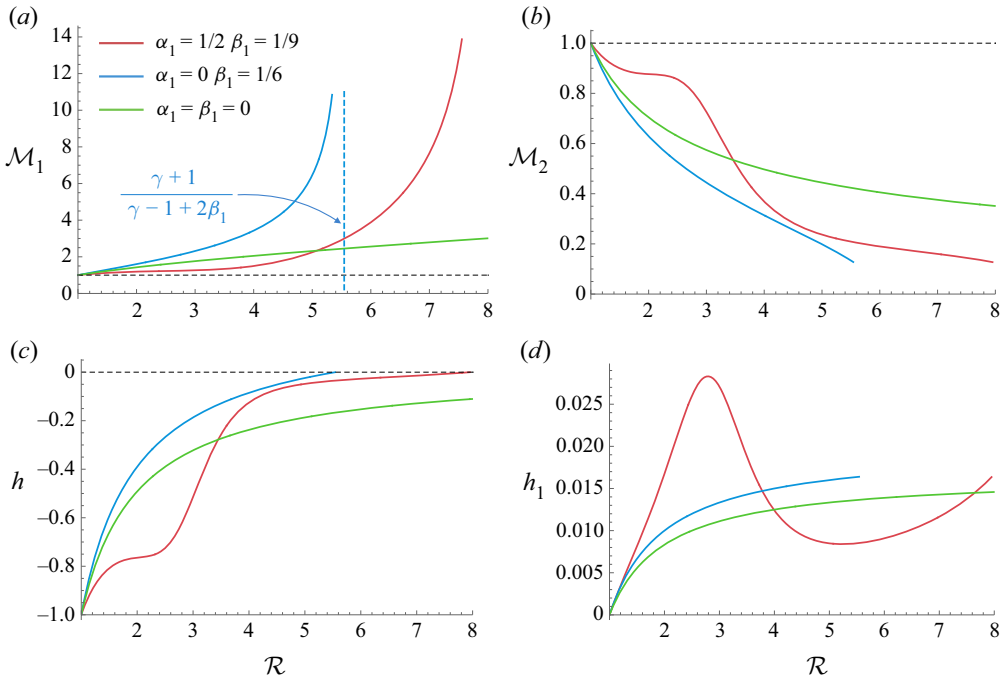 (a)
14
12
10
8
6
4
2
0
ℳ₁
α₁ = 1/2 β₁ = 1/9
α₁ = 0 β₁ = 1/6
α₁ = β₁ = 0
γ + 1
γ − 1 + 2β₁
2 3 4 5 6 7 8
(b)
1.0
0.8
0.6
0.4
0.2
0
ℳ₂
2 3 4 5 6 7 8
(c)
0
−0.2
−0.4
−0.6
−0.8
−1.0
h
2 3 4 5 6 7 8
ℛ
(d)
0.025
0.020
0.015
0.010
0.005
0
h₁
2 3 4 5 6 7 8
ℛ